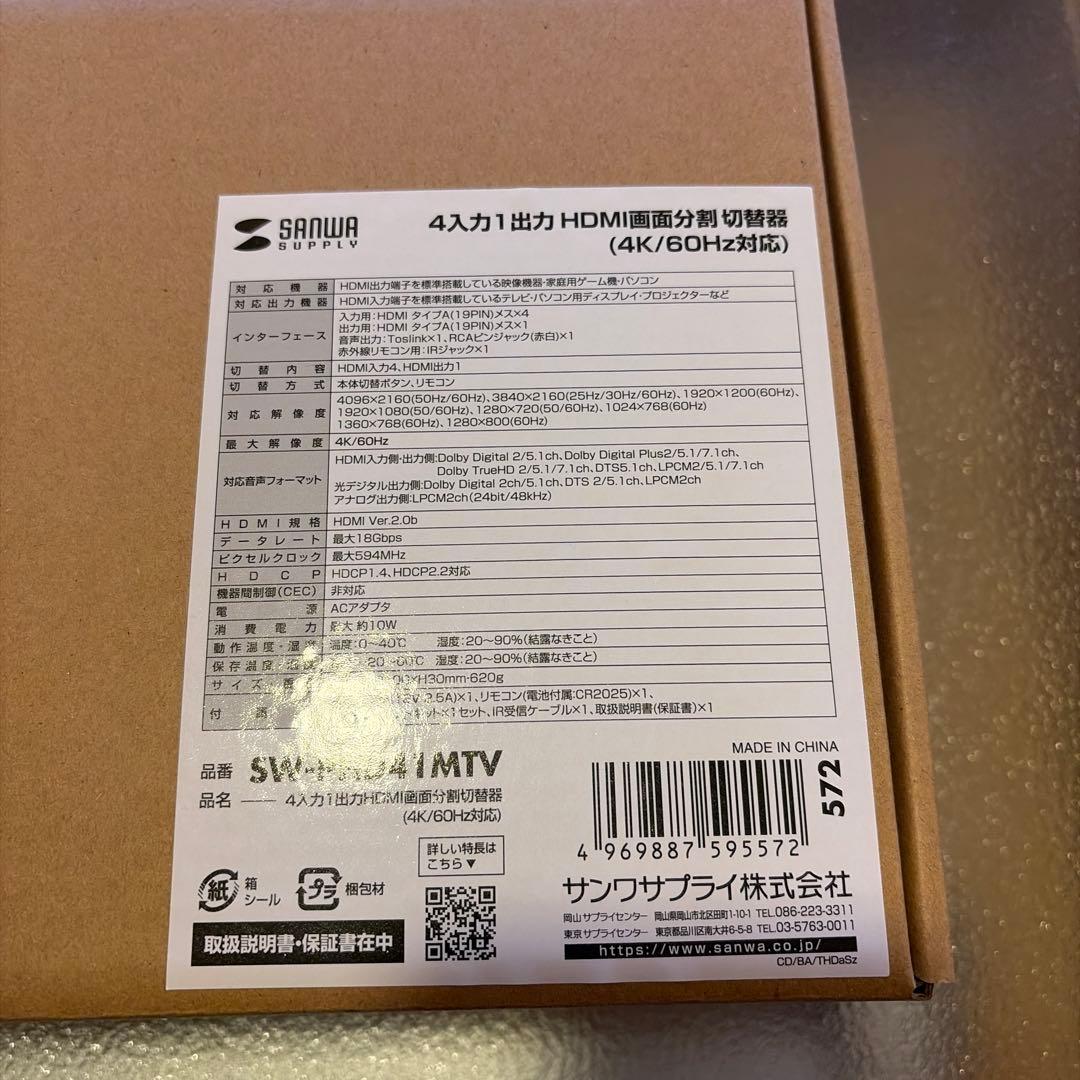 SANWA
SUPPLY
4入力1出力 HDMI画面分割 切替器
(4K/60Hz対応)
対応機器 HDMI出力端子を標準搭載している映像機器・家庭用ゲーム機・パソコン
対応出力機器 HDMI入力端子を標準搭載しているテレビ・パソコン用ディスプレイ・プロジェクターなど
インターフェース 入力用:HDMI タイプA(19PIN)メス×4
出力用:HDMI タイプA(19PIN)メス×1
音声出力:Toslink×1、RCAピンジャック(赤白)×1
赤外線リモコン用:IRジャック×1
切替内容 HDMI入力4、HDMI出力1
切替方式 本体切替ボタン、リモコン
対応解像度 4096×2160(50Hz/60Hz)、3840×2160(25Hz/30Hz/60Hz)、1920×1200(60Hz)、
1920×1080(50/60Hz)、1280×720(50/60Hz)、1024×768(60Hz)
1360×768(60Hz)、1280×800(60Hz)
最大解像度 4K/60Hz
対応音声フォーマット HDMI入力側・出力側:Dolby Digital 2/5.1ch、Dolby Digital Plus2/5.1/7.1ch、
Dolby TrueHD 2/5.1/7.1ch、DTS5.1ch、LPCM2/5.1/7.1ch
光デジタル出力側:Dolby Digital 2ch/5.1ch、DTS 2/5.1ch、LPCM2ch
アナログ出力側:LPCM2ch(24bit/48kHz)
HDMI規格 HDMI Ver.2.0b
データレート 最大18Gbps
ピクセルクロック 最大594MHz
HDCP HDCP1.4、HDCP2.2対応
機器間制御(CEC) 非対応
電源 ACアダプタ
消費電力 最大 約10W
動作温度・湿度 温度:0〜40℃ 湿度:20〜90%(結露なきこと)
保存温度・湿度 20〜60℃ 湿度:20〜90%(結露なきこと)
サイズ ×H30mm・620g
付 2.5A)×1、リモコン(電池付属:CR2025)×1、
×1セット、IR受信ケーブル×1、取扱説明書(保証書)×1
品番 41MTV
品名 4入力1出力HDMI画面分割切替器
(4K/60Hz対応)
MADE IN CHINA
572
4 969887 595572
詳しい特長は
こちら▼
紙 箱
シール
プラ 梱包材
取扱説明書・保証書在中
サンワサプライ株式会社
岡山サプライセンター 岡山県岡山市北区田町1-10-1 TEL.086-223-3311
東京サプライセンター 東京都品川区南大井6-5-8 TEL.03-5763-0011
https://www.sanwa.co.jp/
CD/BA/THDaSz